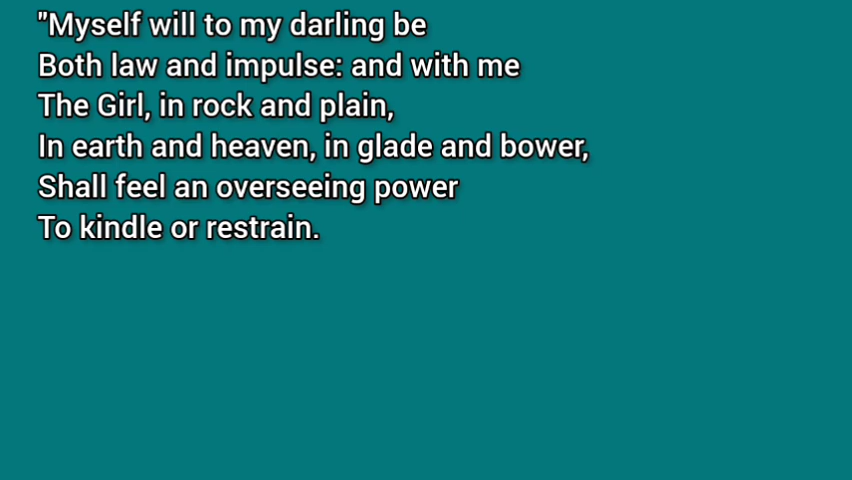 "Myself will to my darling be
Both law and impulse: and with me
The Girl, in rock and plain,
In earth and heaven, in glade and bower,
Shall feel an overseeing power
To kindle or restrain.